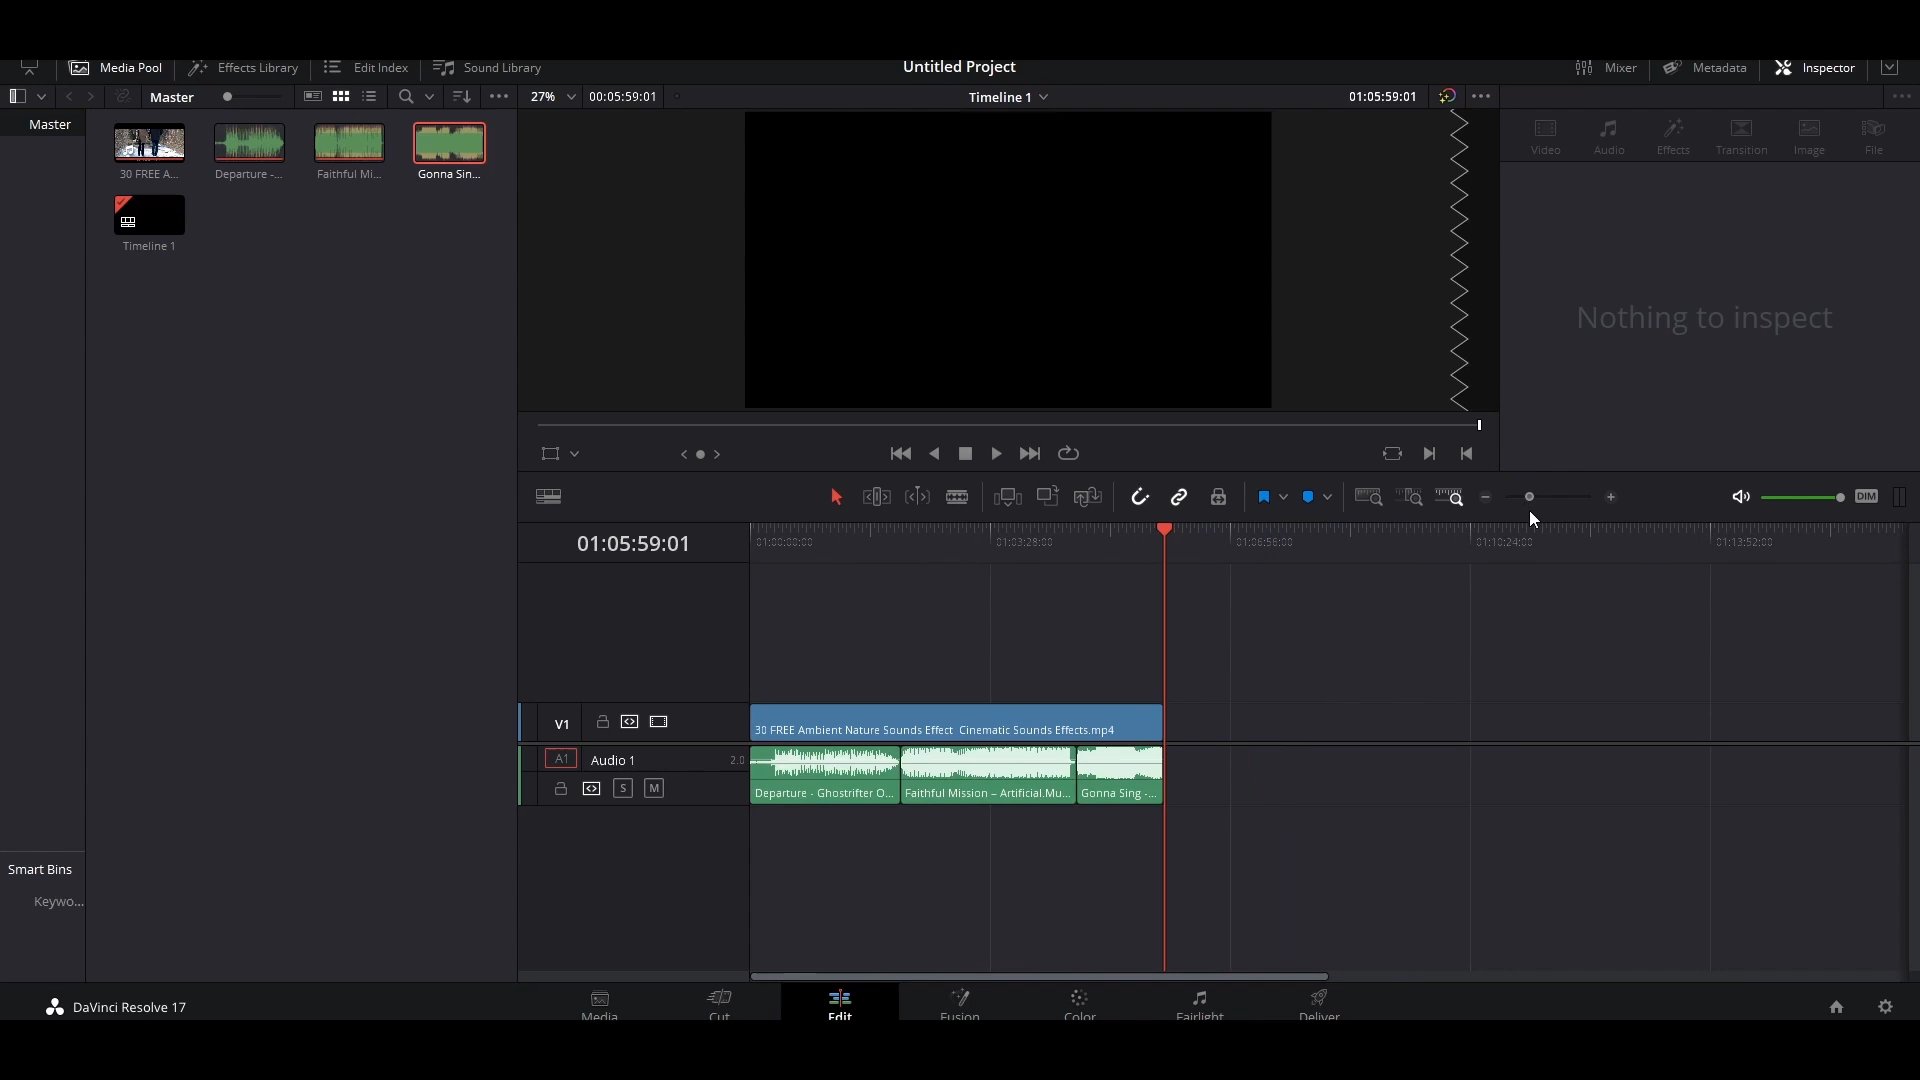 Media Pool Effects Library Edit Index Sound Library Untitled Project Mixer Metadata Inspector
Master 27% 00:05:59:01 Timeline 1 01:05:59:01
Master
30 FREE A... Departure -... Faithful Mi... Gonna Sin...
Timeline 1
Video Audio Effects Transition Image File
Nothing to inspect
DIM
01:05:59:01
01:00:00:00 01:03:28:00 01:06:56:00 01:10:24:00 01:13:52:00
V1 30 FREE Ambient Nature Sounds Effect Cinematic Sounds Effects.mp4
A1 Audio 1 2.0
S M Departure - Ghostrifter O... Faithful Mission – Artificial.Mu... Gonna Sing -...
Smart Bins
Keywo...
DaVinci Resolve 17
Media Cut Edit Fusion Color Fairlight Deliver